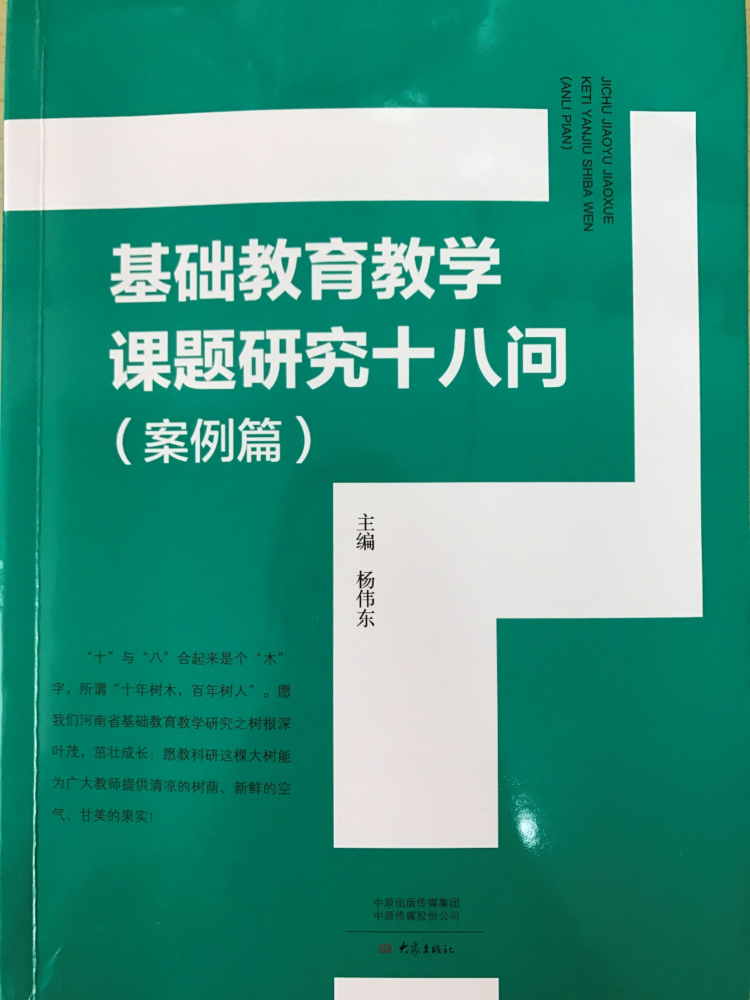 JICHU JIAOYU JIAOXUE
KETI YANJIU SHIBA WEN
(ANLI PIAN)
基础教育教学
课题研究十八问
（案例篇）
主编 杨伟东
“十”与“八”合起来是个“木”
字，所谓“十年树木，百年树人”。愿
我们河南省基础教育教学研究之树根深
叶茂，茁壮成长；愿教科研这棵大树能
为广大教师提供清凉的树荫、新鲜的空
气、甘美的果实！
中原出版传媒集团
中原传媒股份公司
大象出版社